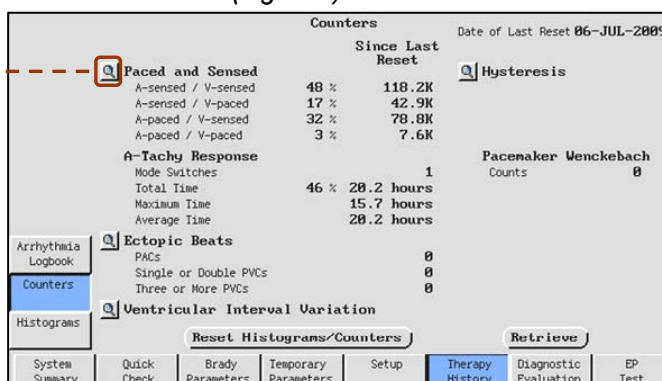 Counters
Date of Last Reset 06-JUL-2009
Since Last
Reset
Paced and Sensed
Hysteresis
A-sensed / V-sensed 48 % 118.2K
A-sensed / V-paced 17 % 42.9K
A-paced / V-sensed 32 % 78.8K
A-paced / V-paced 3 % 7.6K
A-Tachy Response
Pacemaker Wenckebach
Mode Switches 1
Counts 0
Total Time 46 % 20.2 hours
Maximum Time 15.7 hours
Average Time 20.2 hours
Arrhythmia
Logbook
Counters
Histograms
Ectopic Beats
PACs 0
Single or Double PVCs 0
Three or More PVCs 0
Ventricular Interval Variation
Reset Histograms/Counters
Retrieve
System
Summary
Quick
Check
Brady
Parameters
Temporary
Parameters
Setup
Therapy
History
Diagnostic
Evaluation
EP
Test